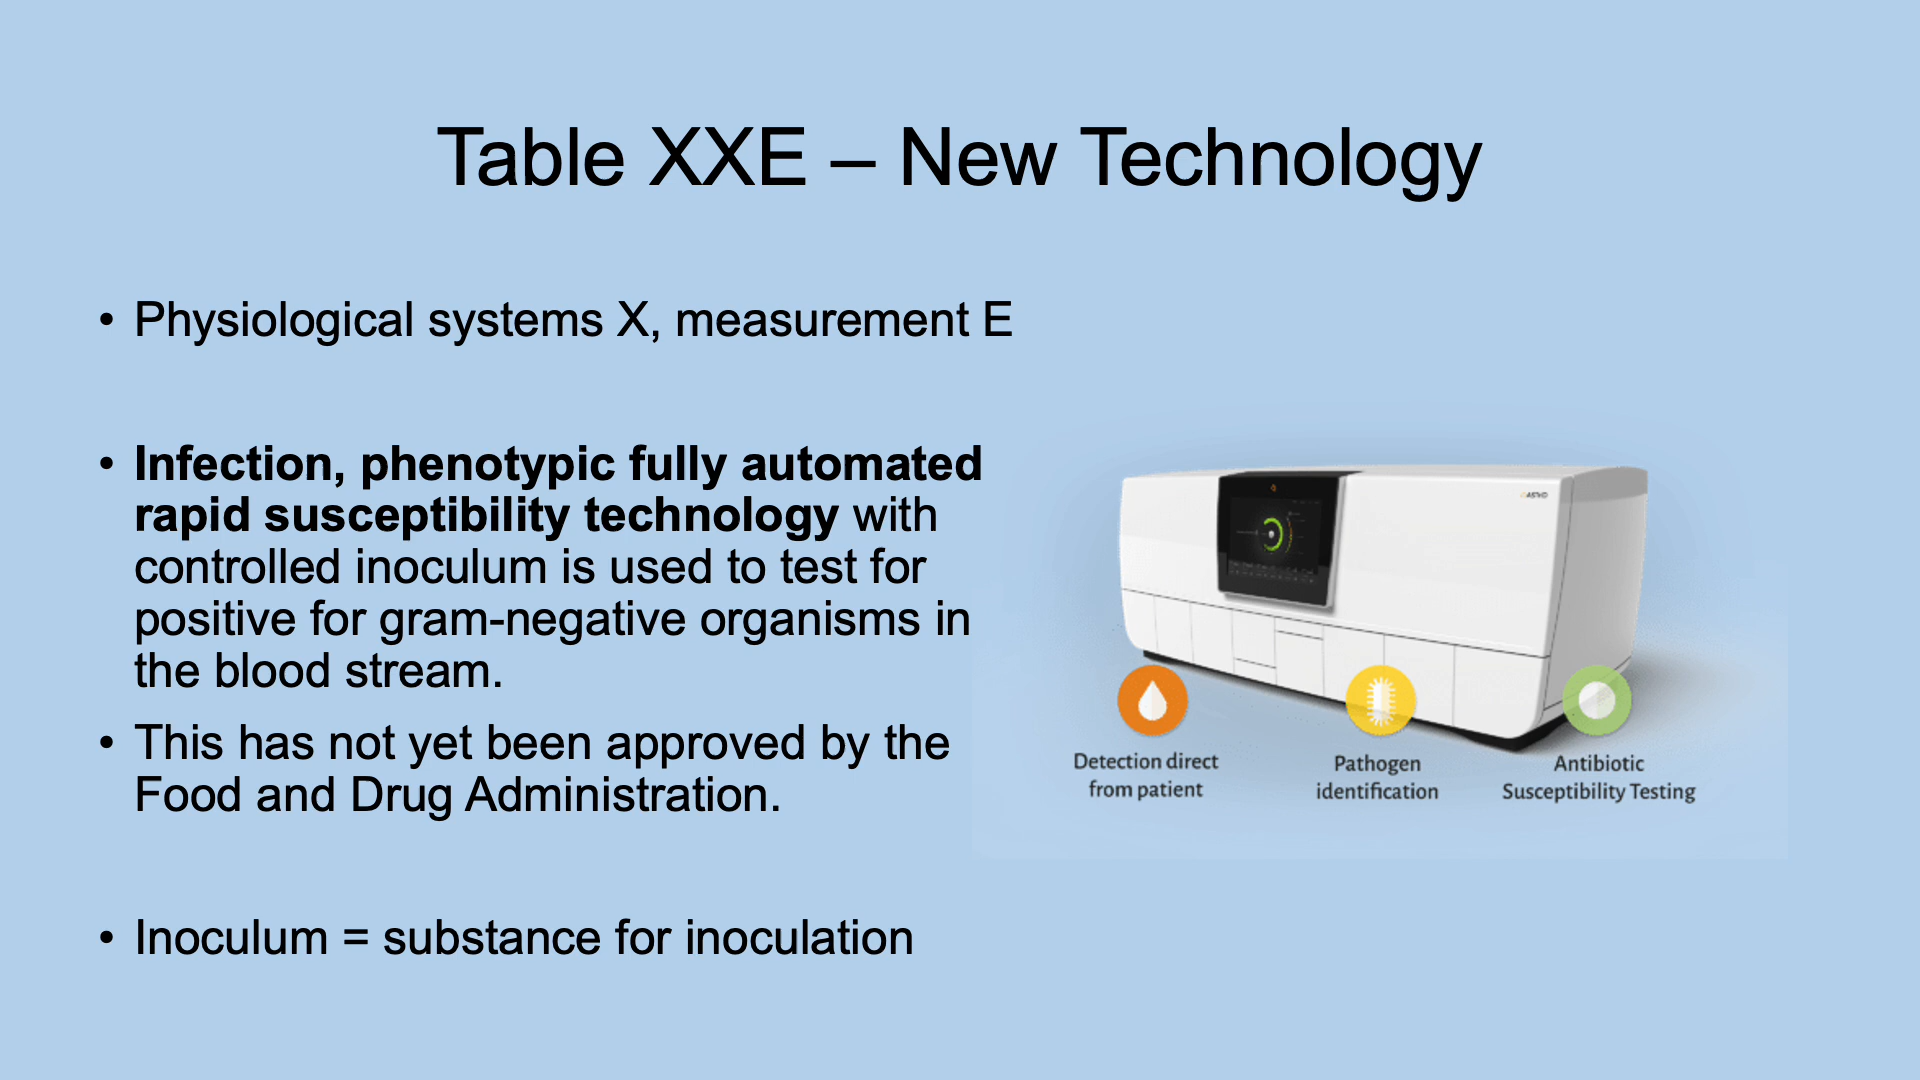 Table XXE – New Technology
• Physiological systems X, measurement E
• Infection, phenotypic fully automated
rapid susceptibility technology with
controlled inoculum is used to test for
positive for gram-negative organisms in
the blood stream.
• This has not yet been approved by the
Food and Drug Administration.
• Inoculum = substance for inoculation
Detection direct
from patient
Pathogen
identification
Antibiotic
Susceptibility Testing